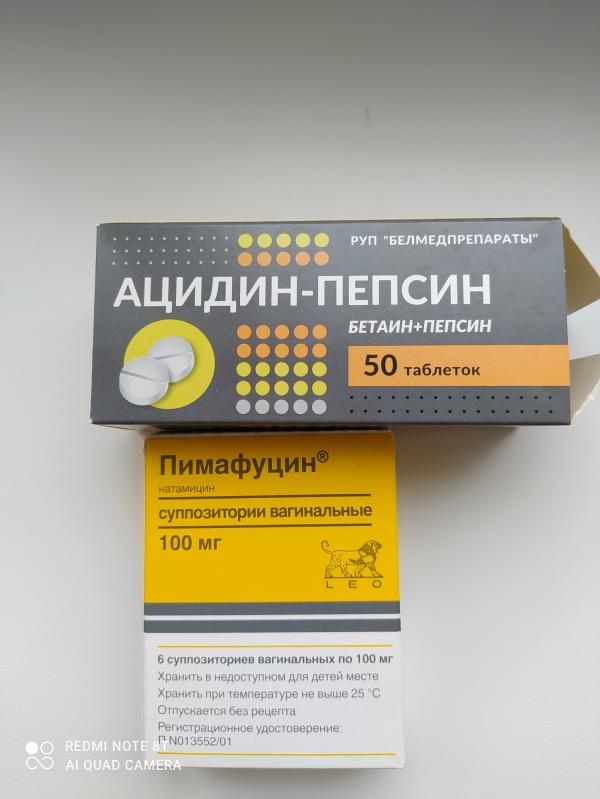 РУП "БЕЛМЕДПРЕПАРАТЫ"
АЦИДИН-ПЕПСИН
БЕТАИН+ПЕПСИН
50 таблеток
Пимафуцин®
натамицин
суппозитории вагинальные
100 мг
LEO
6 суппозиториев вагинальных по 100 мг
Хранить в недоступном для детей месте
Хранить при температуре не выше 25 °С
Отпускается без рецепта
Регистрационное удостоверение:
П N013552/01
REDMI NOTE 8T
AI QUAD CAMERA